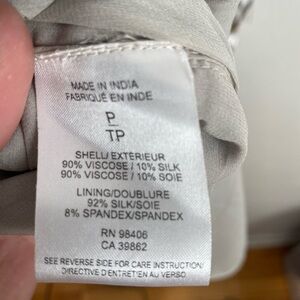 MADE IN INDIA
FABRIQUÉ EN INDE
P
TP
SHELL/ EXTÉRIEUR
90% VISCOSE / 10% SILK
90% VISCOSE / 10% SOIE
LINING/DOUBLURE
92% SILK/SOIE
8% SPANDEX/SPANDEX
RN 98406
CA 39862
SEE REVERSE SIDE FOR CARE INSTRUCTION/
DIRECTIVE D'ENTRETIEN AU VERSO